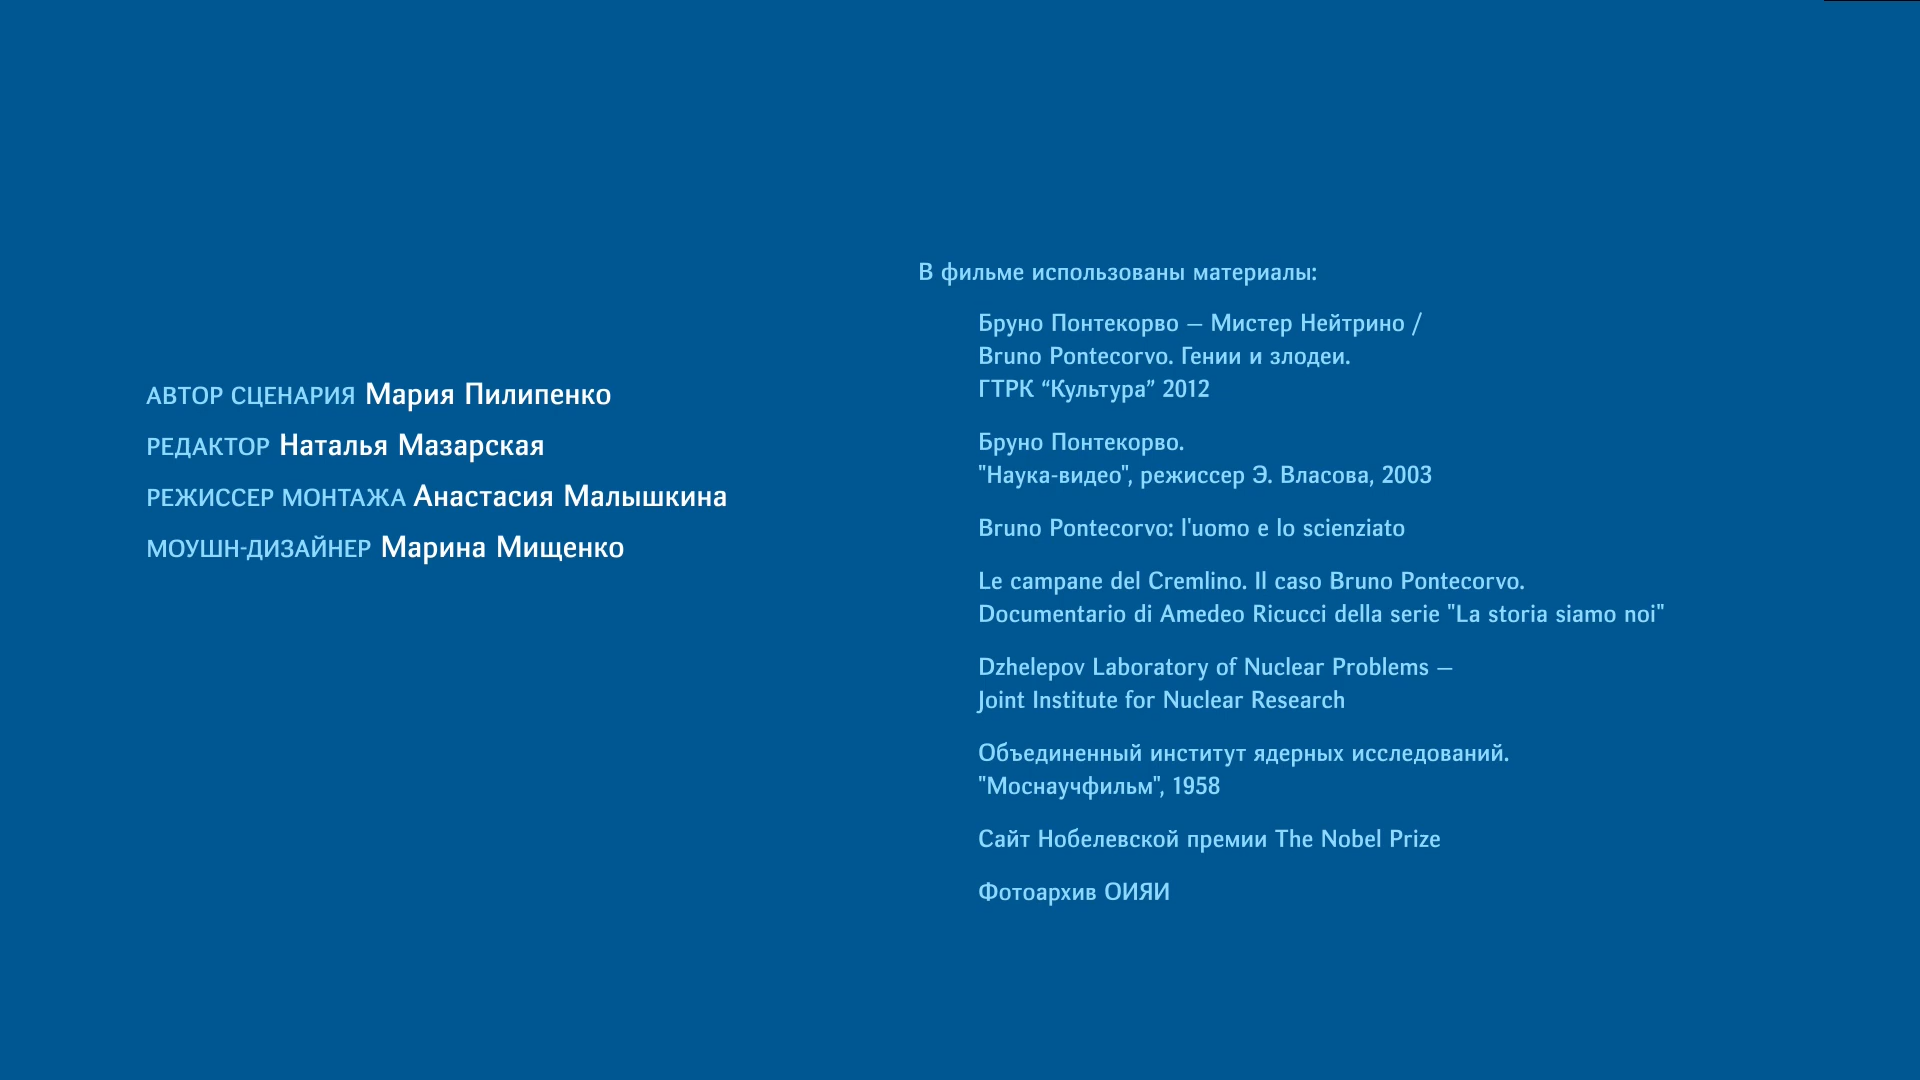 АВТОР СЦЕНАРИЯ Мария Пилипенко
РЕДАКТОР Наталья Мазарская
РЕЖИССЕР МОНТАЖА Анастасия Малышкина
МОУШН-ДИЗАЙНЕР Марина Мищенко
В фильме использованы материалы:
Бруно Понтекорво — Мистер Нейтрино /
Bruno Pontecorvo. Гении и злодеи.
ГТРК “Культура” 2012
Бруно Понтекорво.
"Наука-видео", режиссер Э. Власова, 2003
Bruno Pontecorvo: l'uomo e lo scienziato
Le campane del Cremlino. Il caso Bruno Pontecorvo.
Documentario di Amedeo Ricucci della serie "La storia siamo noi"
Dzhelepov Laboratory of Nuclear Problems —
Joint Institute for Nuclear Research
Объединенный институт ядерных исследований.
"Моснаучфильм", 1958
Сайт Нобелевской премии The Nobel Prize
Фотоархив ОИЯИ